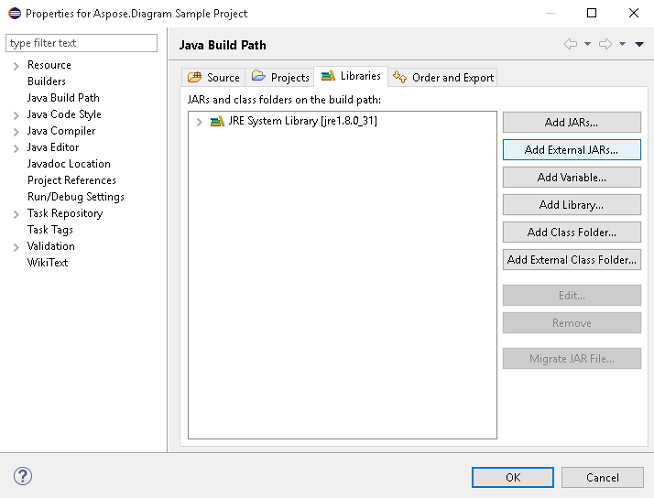 Properties for Aspose.Diagram Sample Project
type filter text
Resource
Builders
Java Build Path
Java Code Style
Java Compiler
Java Editor
Javadoc Location
Project References
Run/Debug Settings
Task Repository
Task Tags
Validation
WikiText
Java Build Path
Source Projects Libraries Order and Export
JARs and class folders on the build path:
JRE System Library [jre1.8.0_31]
Add JARs...
Add External JARs...
Add Variable...
Add Library...
Add Class Folder...
Add External Class Folder...
Edit...
Remove
Migrate JAR File...
?
OK Cancel